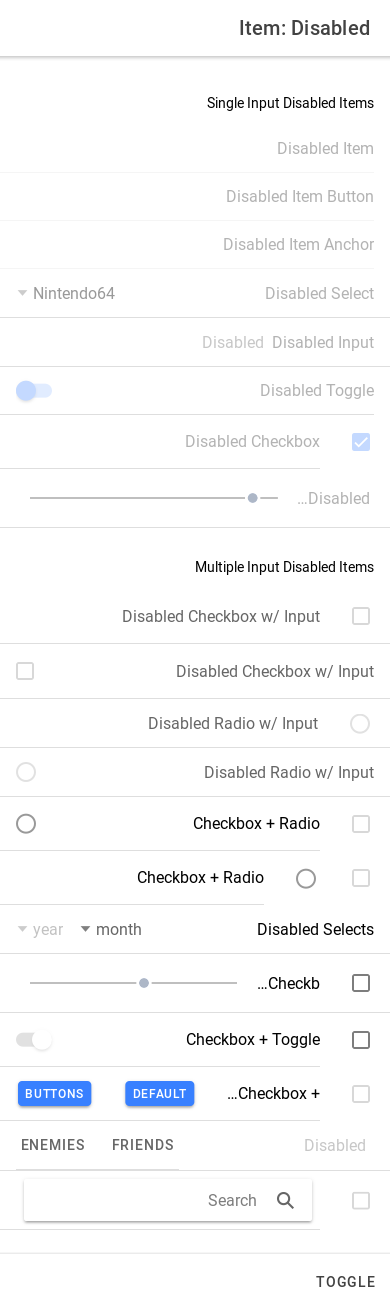 Item: Disabled
Single Input Disabled Items
Disabled Item
Disabled Item Button
Disabled Item Anchor
Disabled Select Nintendo64
Disabled Input Disabled
Disabled Toggle
Disabled Checkbox
...Disabled
Multiple Input Disabled Items
Disabled Checkbox w/ Input
Disabled Checkbox w/ Input
Disabled Radio w/ Input
Disabled Radio w/ Input
Checkbox + Radio
Checkbox + Radio
Disabled Selects month year
...Checkb
Checkbox + Toggle
...Checkbox + DEFAULT BUTTONS
Disabled FRIENDS ENEMIES
Search
TOGGLE